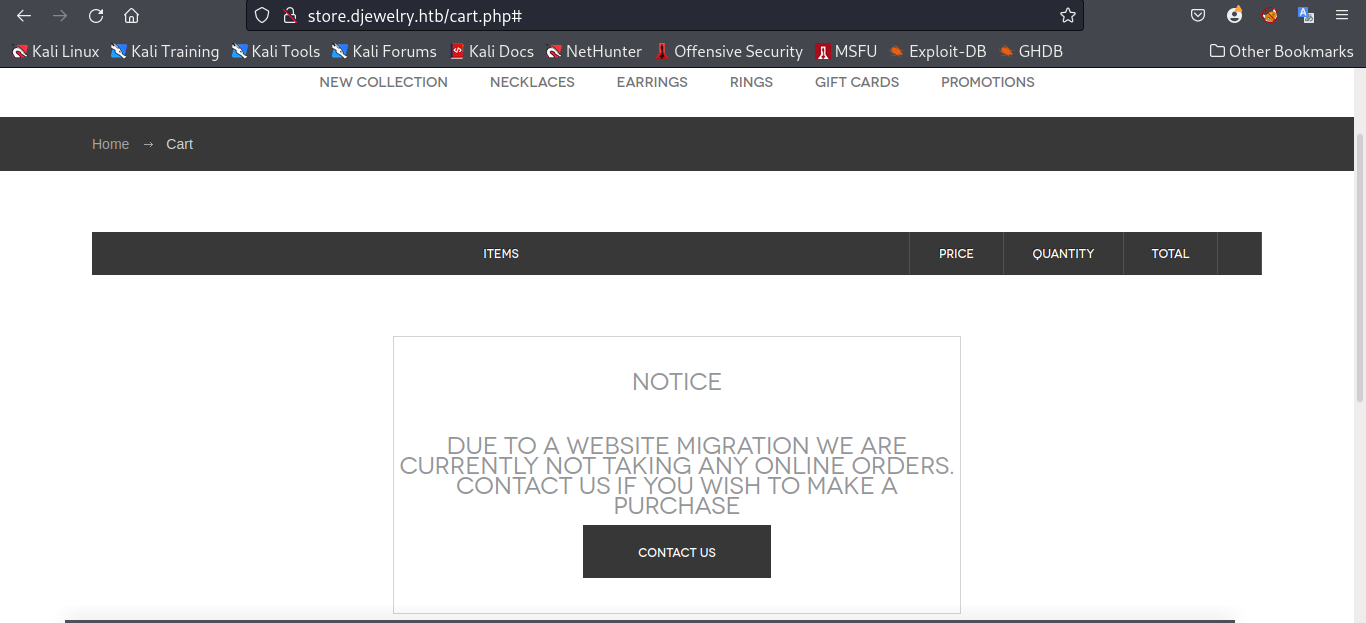 store.djewelry.htb/cart.php#
Kali Linux Kali Training Kali Tools Kali Forums Kali Docs NetHunter Offensive Security MSFU Exploit-DB GHDB Other Bookmarks
NEW COLLECTION NECKLACES EARRINGS RINGS GIFT CARDS PROMOTIONS
Home → Cart
ITEMS PRICE QUANTITY TOTAL
NOTICE
DUE TO A WEBSITE MIGRATION WE ARE
CURRENTLY NOT TAKING ANY ONLINE ORDERS.
CONTACT US IF YOU WISH TO MAKE A
PURCHASE
CONTACT US